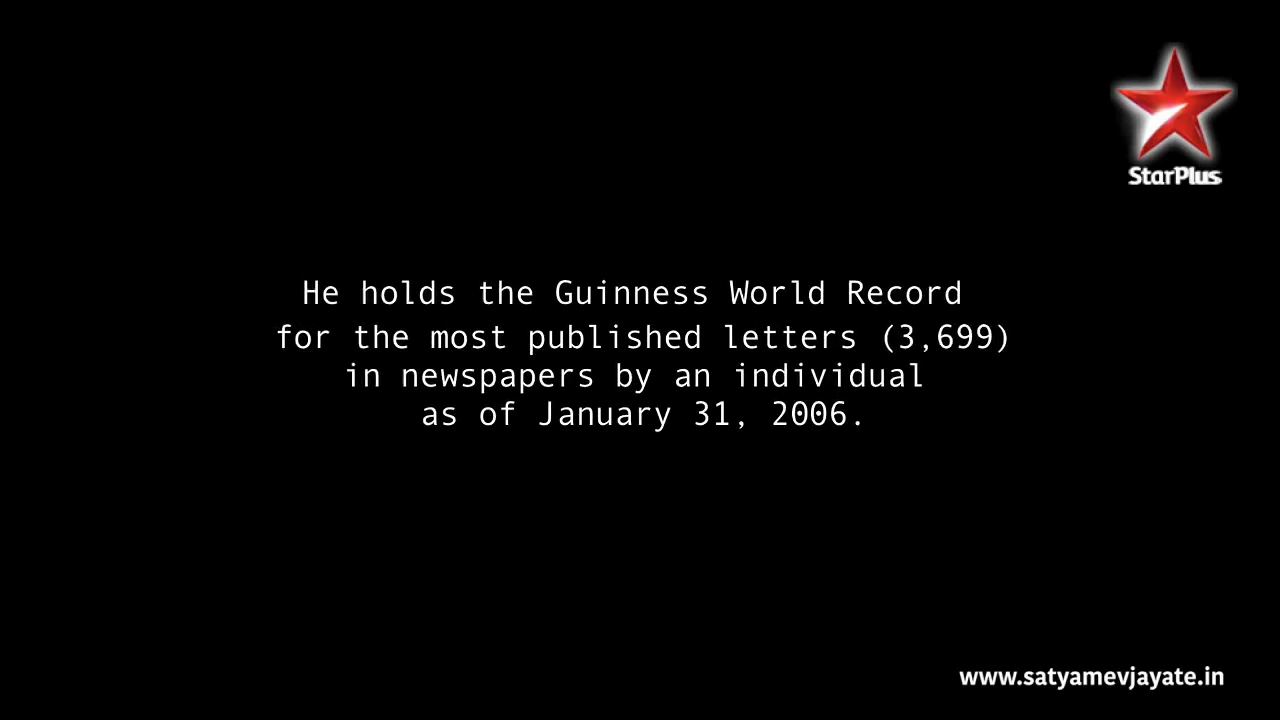 StarPlus
He holds the Guinness World Record
for the most published letters (3,699)
in newspapers by an individual
as of January 31, 2006.
www.satyamevjayate.in